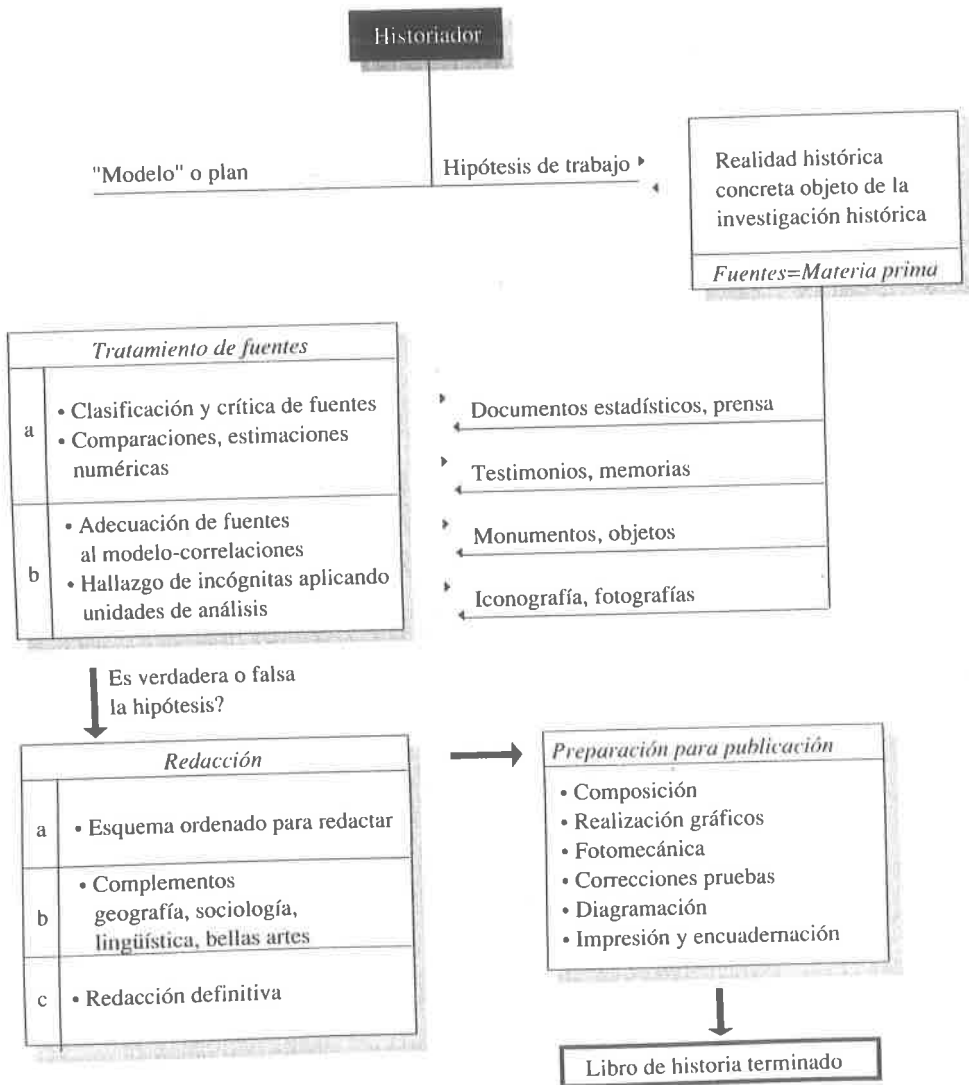 Historiador
"Modelo" o plan
Hipótesis de trabajo
Realidad histórica
concreta objeto de la
investigación histórica
Fuentes=Materia prima
Tratamiento de fuentes
a
• Clasificación y crítica de fuentes
• Comparaciones, estimaciones
numéricas
b
• Adecuación de fuentes
al modelo-correlaciones
• Hallazgo de incógnitas aplicando
unidades de análisis
Documentos estadísticos, prensa
Testimonios, memorias
Monumentos, objetos
Iconografía, fotografías
Es verdadera o falsa
la hipótesis?
Redacción
a
• Esquema ordenado para redactar
b
• Complementos
geografía, sociología,
lingüística, bellas artes
c
• Redacción definitiva
Preparación para publicación
• Composición
• Realización gráficos
• Fotomecánica
• Correcciones pruebas
• Diagramación
• Impresión y encuadernación
Libro de historia terminado